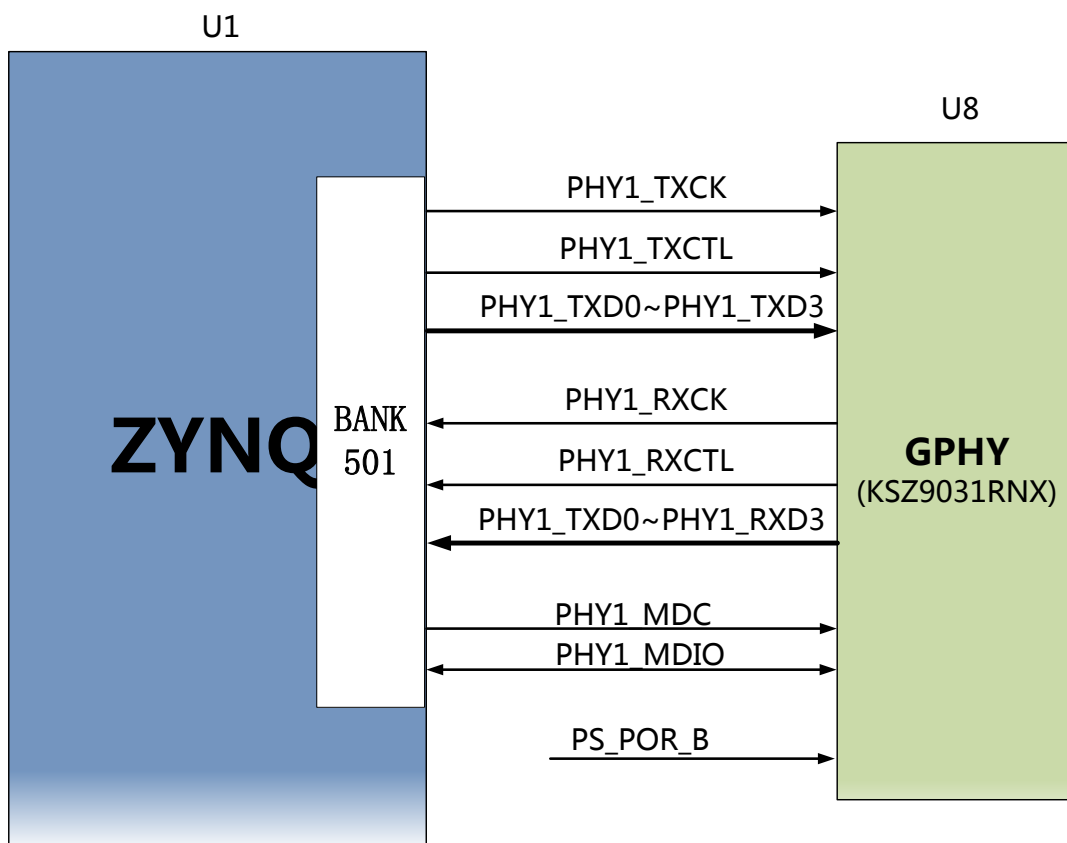 U1
U8
PHY1_TXCK
PHY1_TXCTL
PHY1_TXD0~PHY1_TXD3
PHY1_RXCK
ZYNQ
BANK
501
PHY1_RXCTL
GPHY
(KSZ9031RNX)
PHY1_TXD0~PHY1_RXD3
PHY1_MDC
PHY1_MDIO
PS_POR_B